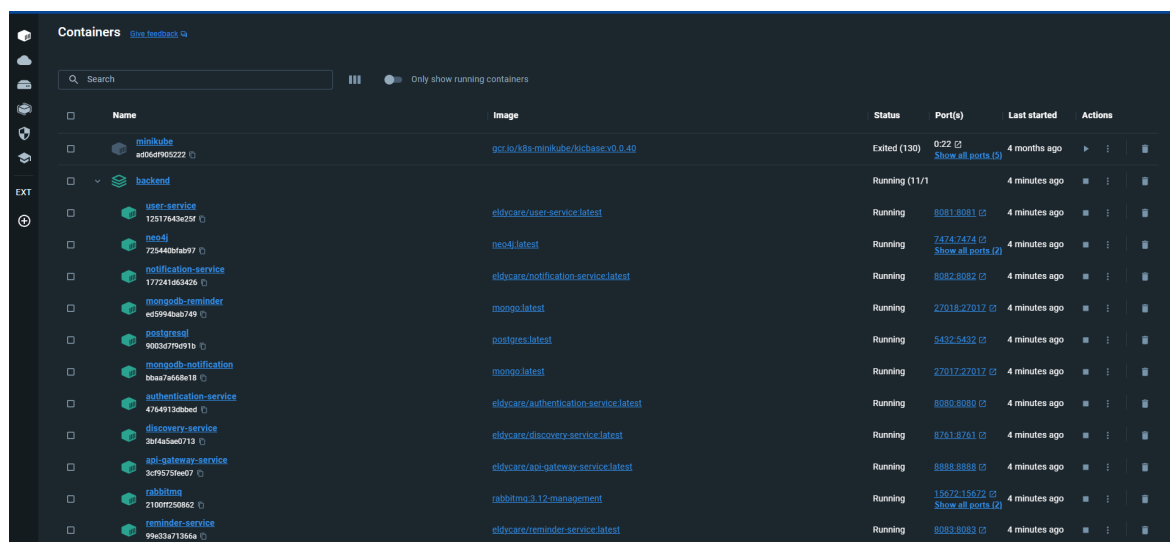 Containers Give feedback
Search
Only show running containers
Name Image Status Port(s) Last started Actions
minikube gcr.io/k8s-minikube/kicbase:v0.0.40 Exited (130) 0:22 4 months ago
ad06df905222 Show all ports (5)
backend Running (11/1 4 minutes ago
user-service eldycare/user-service:latest Running 8081:8081 4 minutes ago
12517643e25f
neo4j neo4j:latest Running 7474:7474 4 minutes ago
725440bfab97 Show all ports (2)
notification-service eldycare/notification-service:latest Running 8082:8082 4 minutes ago
177241d63426
mongodb-reminder mongo:latest Running 27018:27017 4 minutes ago
ed5994bab749
postgresql postgres:latest Running 5432:5432 4 minutes ago
9003d7f9d91b
mongodb-notification mongo:latest Running 27017:27017 4 minutes ago
bbaa7a668e18
authentication-service eldycare/authentication-service:latest Running 8080:8080 4 minutes ago
4764913dbbed
EXT
discovery-service eldycare/discovery-service:latest Running 8761:8761 4 minutes ago
3bf4a5ae0713
api-gateway-service eldycare/api-gateway-service:latest Running 8888:8888 4 minutes ago
3cf9575fee07
rabbitmq rabbitmq:3.12-management Running 15672:15672 4 minutes ago
2100ff250862 Show all ports (2)
reminder-service eldycare/reminder-service:latest Running 8083:8083 4 minutes ago
99e33a71366a